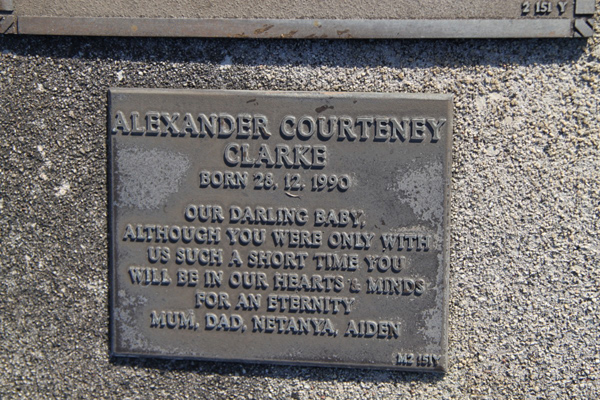 2 151 Y
ALEXANDER COURTENEY
CLARKE
BORN 28. 12. 1990
OUR DARLING BABY,
ALTHOUGH YOU WERE ONLY WITH
US SUCH A SHORT TIME YOU
WILL BE IN OUR HEARTS & MINDS
FOR AN ETERNITY
MUM, DAD, NETANYA, AIDEN
M2 151Y